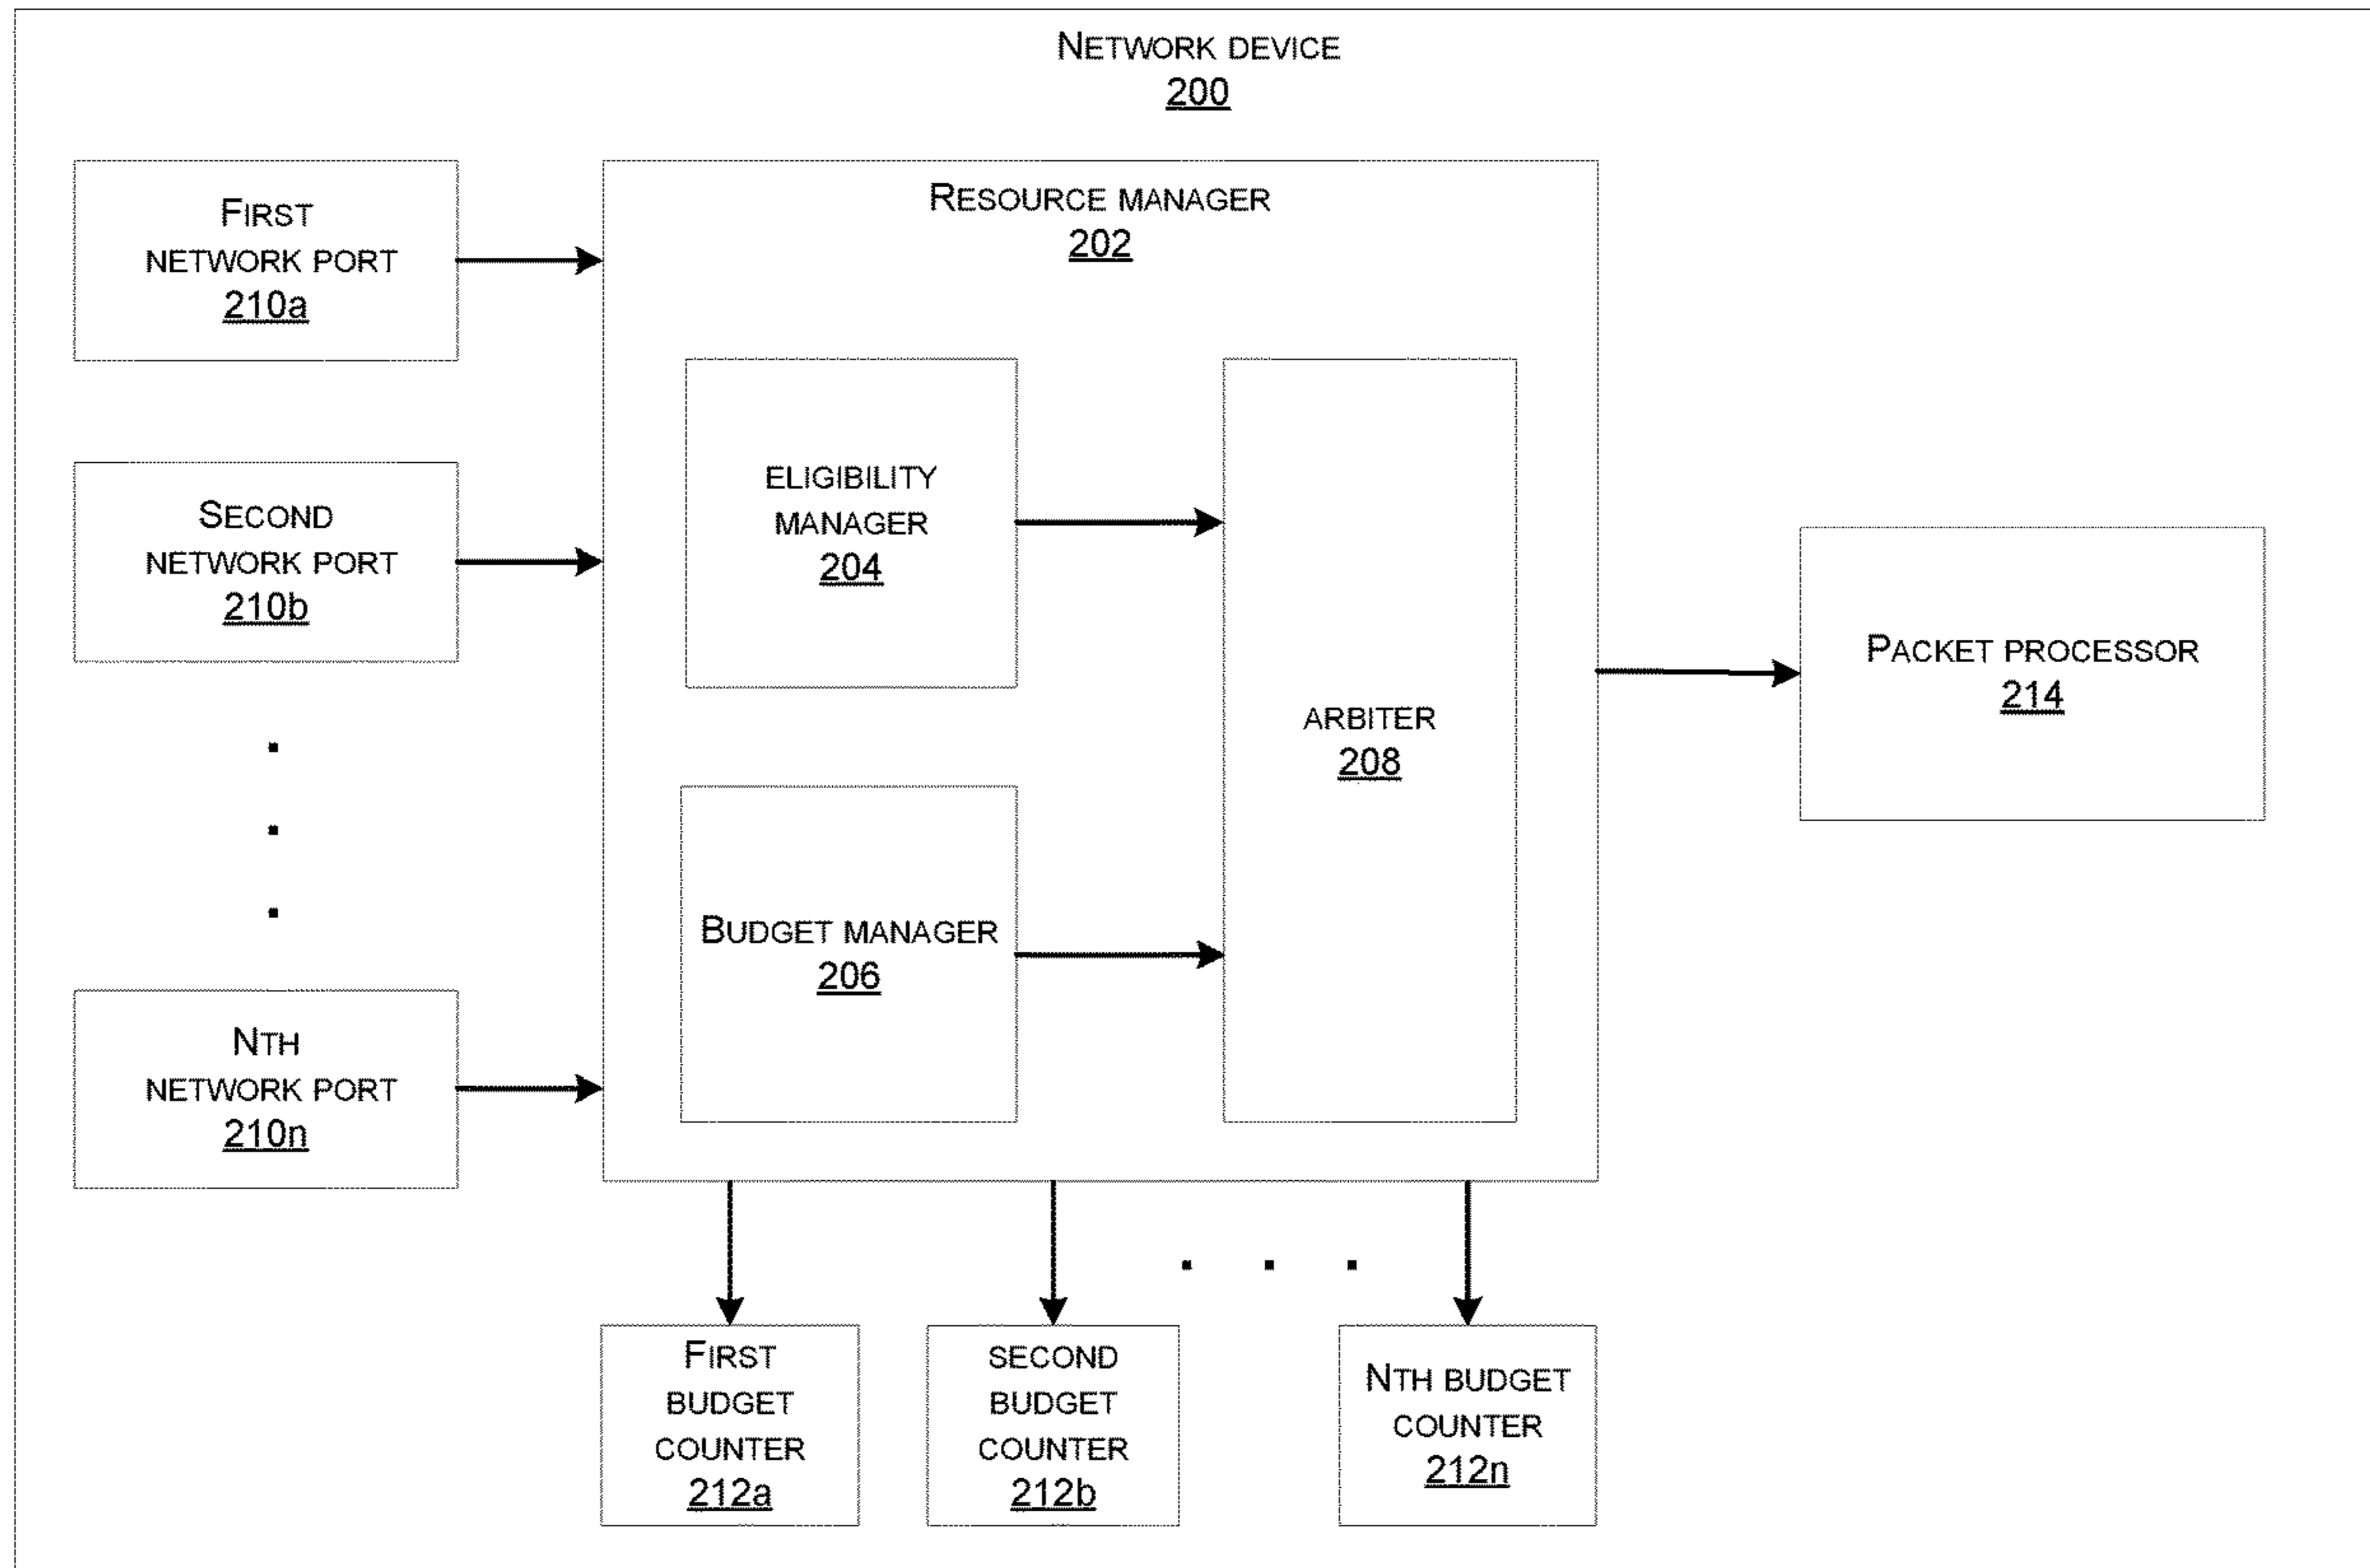 NETWORK DEVICE
200
FIRST
NETWORK PORT
210a
RESOURCE MANAGER
202
SECOND
NETWORK PORT
210b
ELIGIBILITY
MANAGER
204
ARBITER
208
PACKET PROCESSOR
214
BUDGET MANAGER
206
NTH
NETWORK PORT
210n
FIRST
BUDGET
COUNTER
212a
SECOND
BUDGET
COUNTER
212b
NTH BUDGET
COUNTER
212n